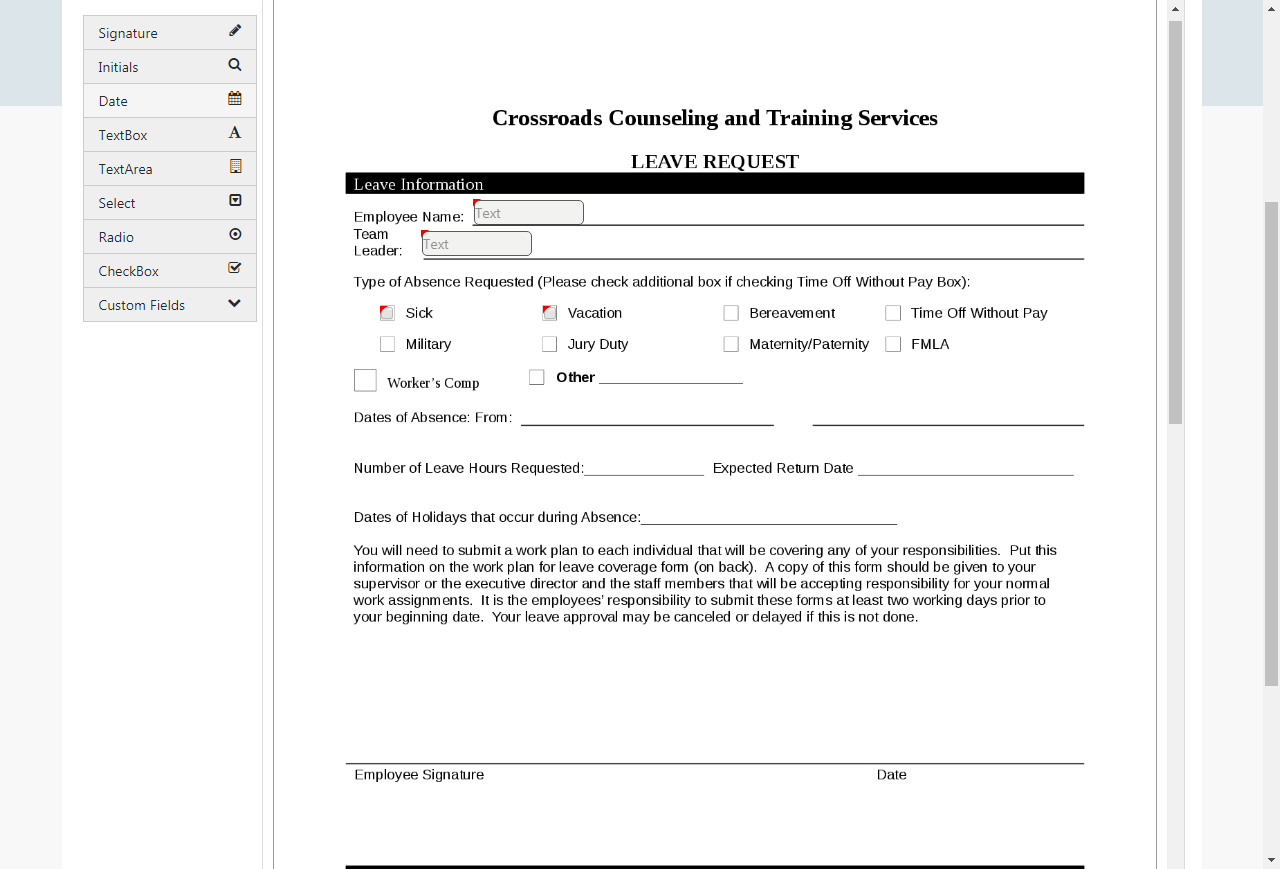 Signature
Initials
Date
TextBox
TextArea
Select
Radio
CheckBox
Custom Fields
Crossroads Counseling and Training Services
LEAVE REQUEST
Leave Information
Employee Name: Text
Team
Leader: Text
Type of Absence Requested (Please check additional box if checking Time Off Without Pay Box):
Sick Vacation Bereavement Time Off Without Pay
Military Jury Duty Maternity/Paternity FMLA
Worker’s Comp Other ___________________
Dates of Absence: From:
Number of Leave Hours Requested:_______________ Expected Return Date ___________________________
Dates of Holidays that occur during Absence:________________________________
You will need to submit a work plan to each individual that will be covering any of your responsibilities. Put this
information on the work plan for leave coverage form (on back). A copy of this form should be given to your
supervisor or the executive director and the staff members that will be accepting responsibility for your normal
work assignments. It is the employees’ responsibility to submit these forms at least two working days prior to
your beginning date. Your leave approval may be canceled or delayed if this is not done.
Employee Signature Date